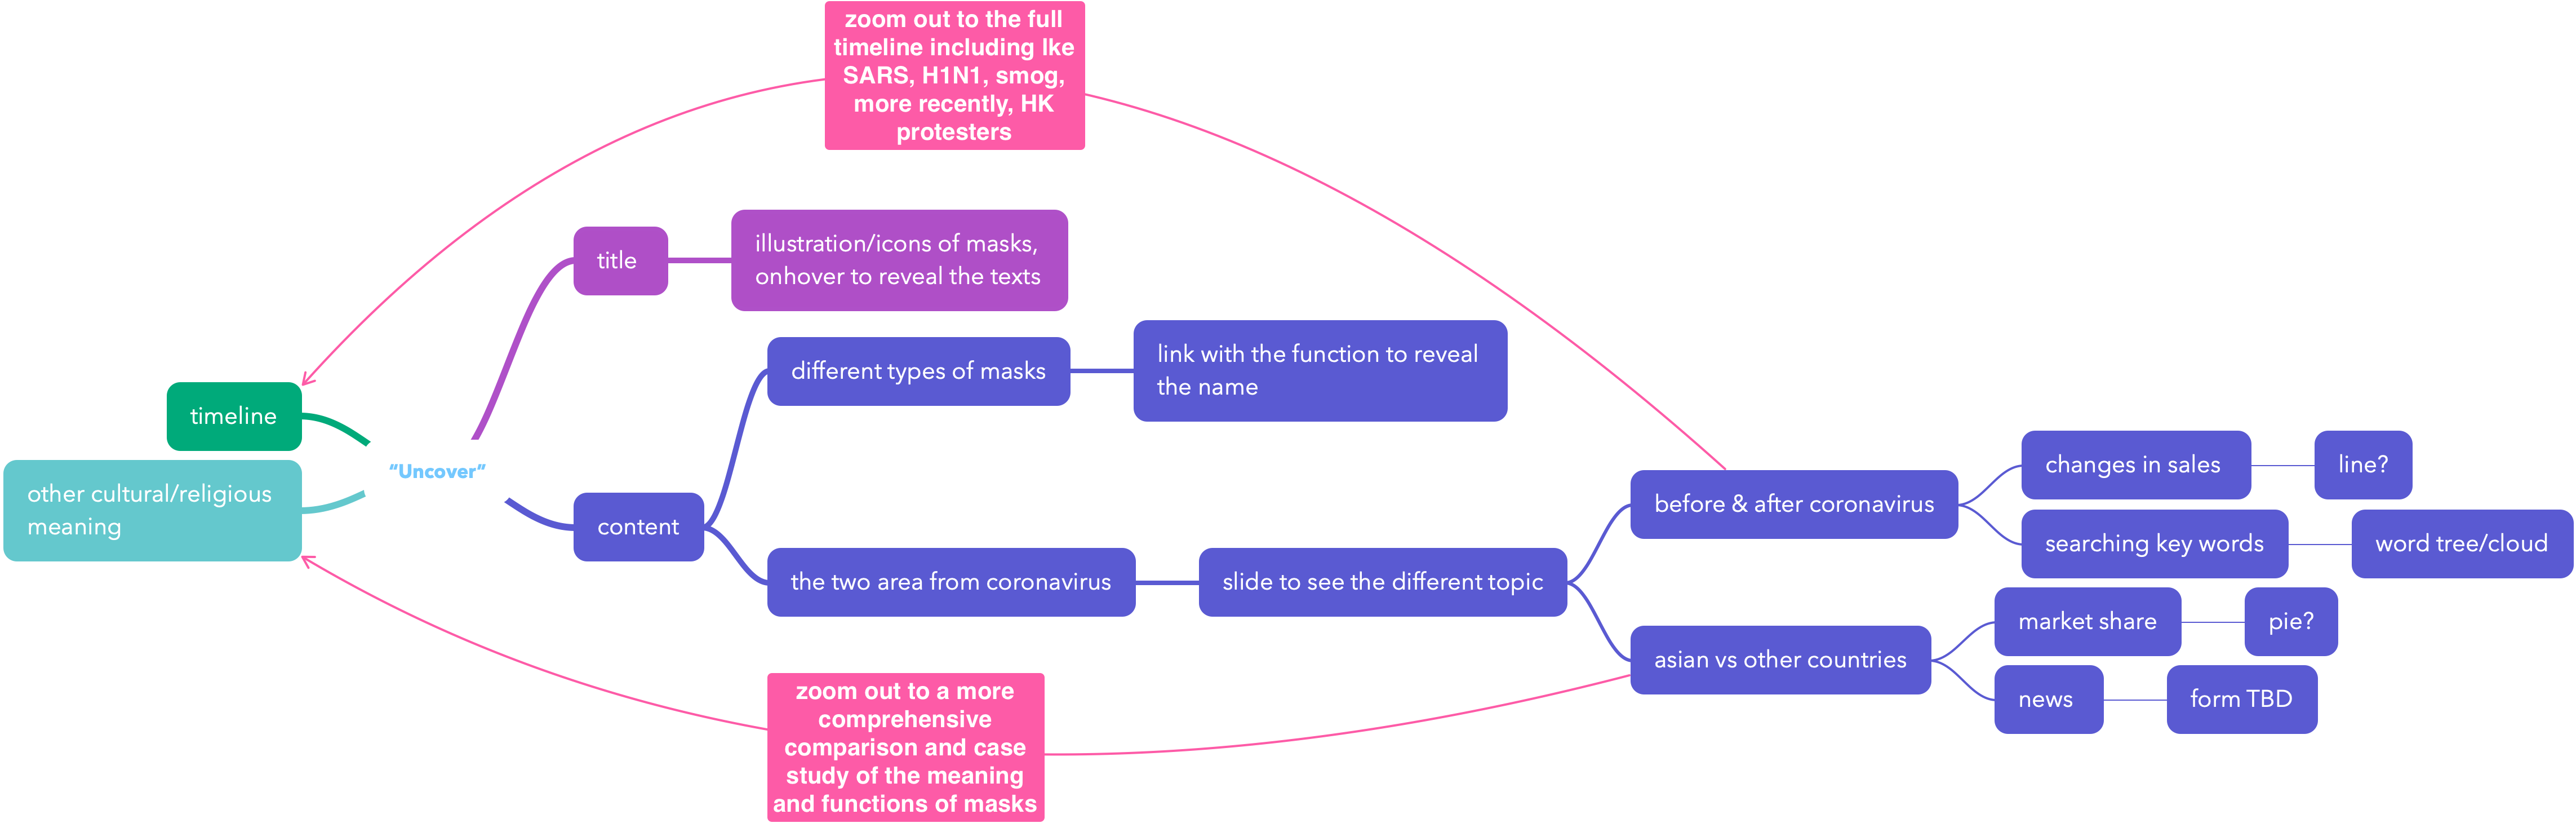 zoom out to the full
timeline including lke
SARS, H1N1, smog,
more recently, HK
protesters
title
illustration/icons of masks,
onhover to reveal the texts
different types of masks
link with the function to reveal
the name
timeline
“Uncover”
other cultural/religious
meaning
content
the two area from coronavirus
slide to see the different topic
before & after coronavirus
changes in sales
line?
searching key words
word tree/cloud
asian vs other countries
market share
pie?
news
form TBD
zoom out to a more
comprehensive
comparison and case
study of the meaning
and functions of masks